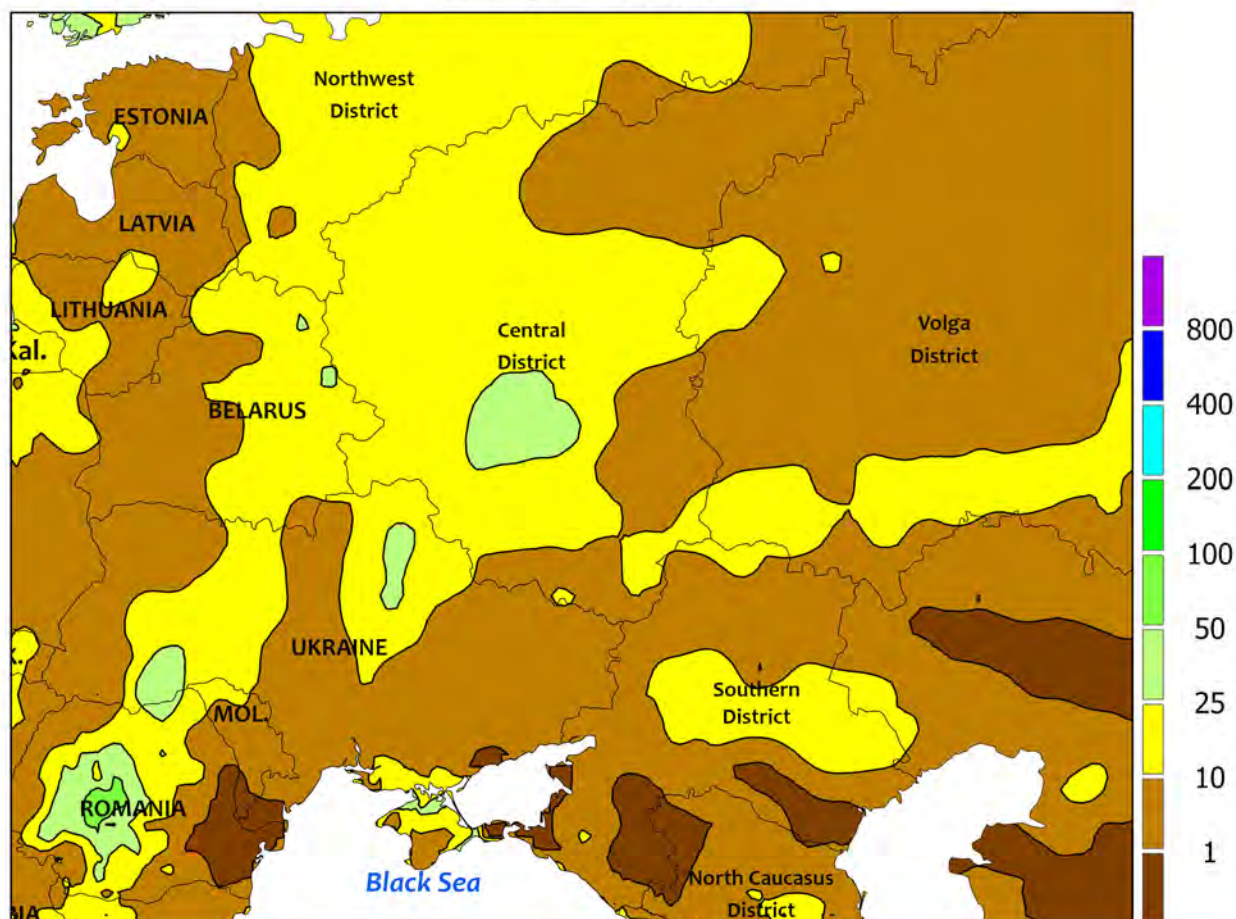 Northwest
District
ESTONIA
LATVIA
LITHUANIA
Kal.
Central
District
Volga
District
BELARUS
UKRAINE
Southern
District
MOL.
ROMANIA
Black Sea
North Caucasus
District
800
400
200
100
50
25
10
1